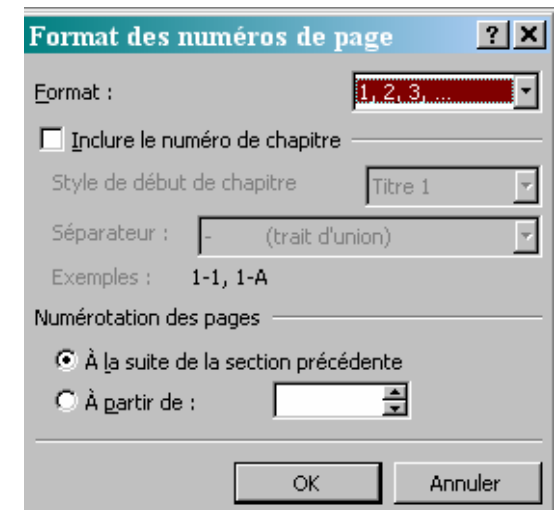 Format des numéros de page
Format : 1, 2, 3, ...
Inclure le numéro de chapitre
Style de début de chapitre Titre 1
Séparateur : - (trait d'union)
Exemples : 1-1, 1-A
Numérotation des pages
À la suite de la section précédente
À partir de :
OK Annuler